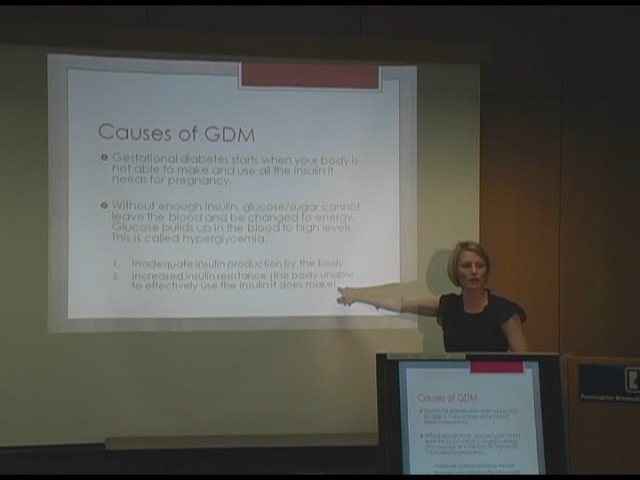 Causes of GDM
Gestational diabetes starts when your body is
not able to make and use all the insulin it
needs for pregnancy.
Without enough insulin, glucose/sugar cannot
leave the blood and be changed to energy.
Glucose builds up in the blood to high levels.
This is called hyperglycemia.
1. Inadequate insulin production by the body
2. Increased insulin resistance (the body unable
to effectively use the insulin it does make)
Causes of GDM
Pennington Biomedical